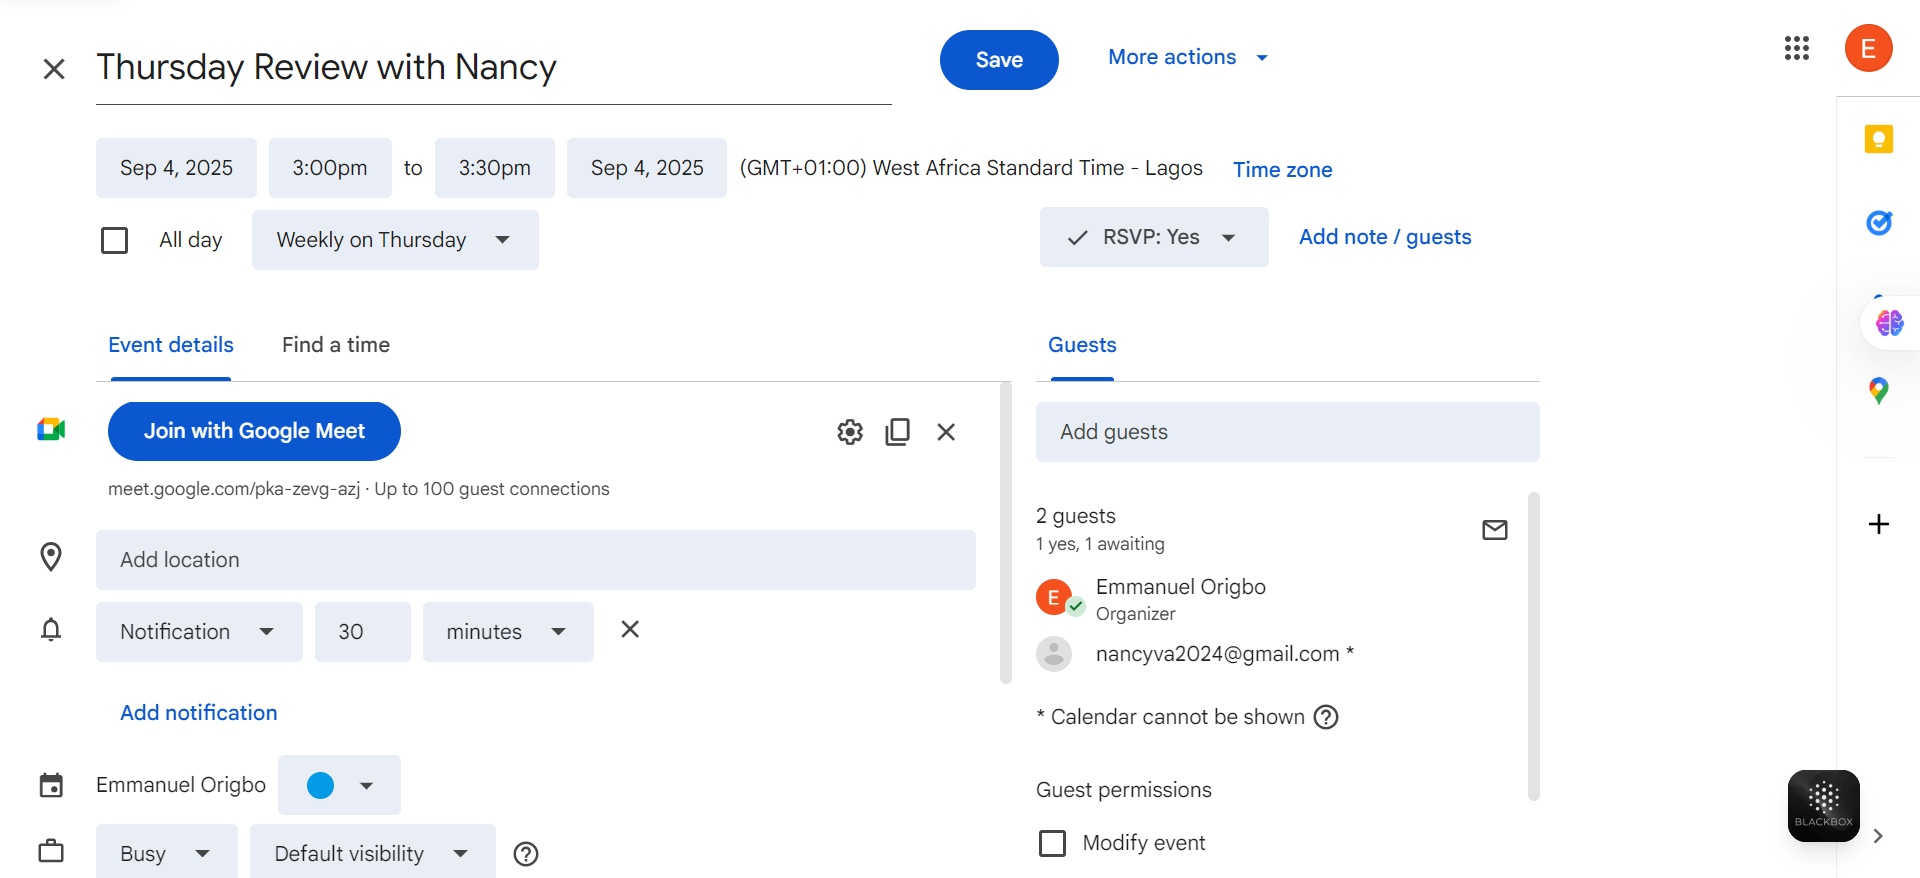 Thursday Review with Nancy
Save
More actions
E
Sep 4, 2025 3:00pm to 3:30pm Sep 4, 2025 (GMT+01:00) West Africa Standard Time - Lagos Time zone
All day Weekly on Thursday
RSVP: Yes Add note / guests
Event details Find a time
Guests
Join with Google Meet
meet.google.com/pka-zevg-azj · Up to 100 guest connections
Add location
Notification 30 minutes
Add notification
Emmanuel Origbo
Busy Default visibility
Add guests
2 guests
1 yes, 1 awaiting
E
Emmanuel Origbo
Organizer
nancyva2024@gmail.com *
* Calendar cannot be shown
Guest permissions
Modify event
BLACKBOX